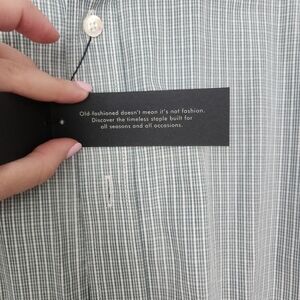 Old-fashioned doesn't mean it's not fashion.
Discover the timeless staple built for
all seasons and all occasions.